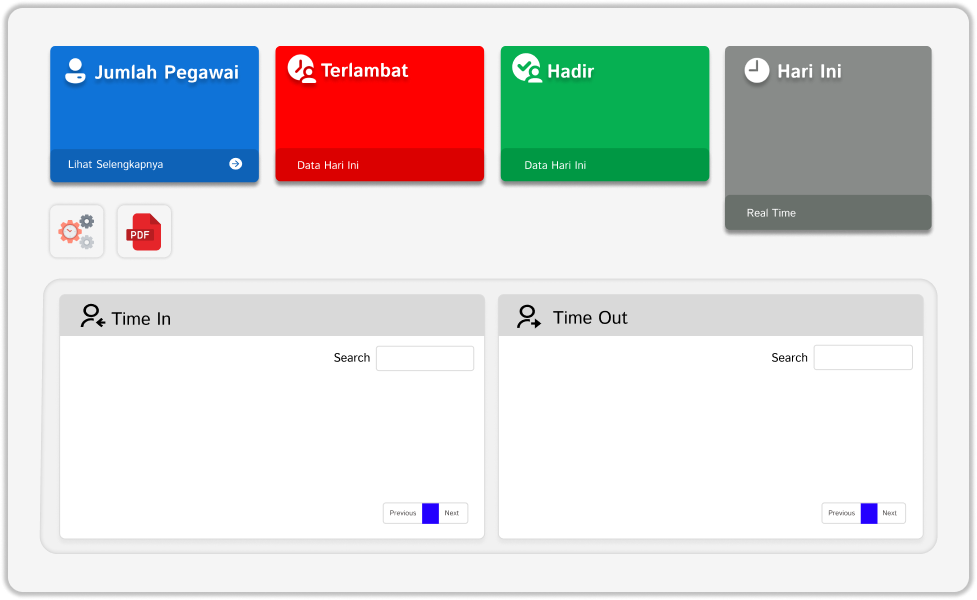 Jumlah Pegawai
Lihat Selengkapnya
Terlambat
Data Hari Ini
Hadir
Data Hari Ini
Hari Ini
Real Time
PDF
Time In
Search
Previous
Next
Time Out
Search
Previous
Next